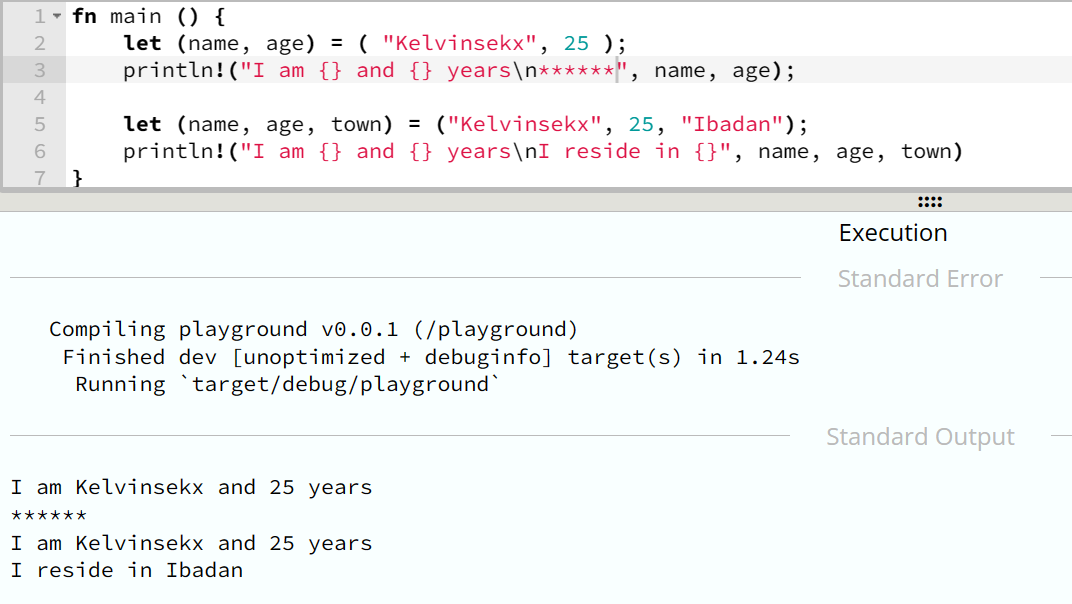 1 fn main () {
2 let (name, age) = ( "Kelvinsekx", 25 );
3 println!("I am {} and {} years\n******", name, age);
4
5 let (name, age, town) = ("Kelvinsekx", 25, "Ibadan");
6 println!("I am {} and {} years\nI reside in {}", name, age, town)
7 }
Execution
Standard Error
Compiling playground v0.0.1 (/playground)
Finished dev [unoptimized + debuginfo] target(s) in 1.24s
Running `target/debug/playground`
Standard Output
I am Kelvinsekx and 25 years
******
I am Kelvinsekx and 25 years
I reside in Ibadan